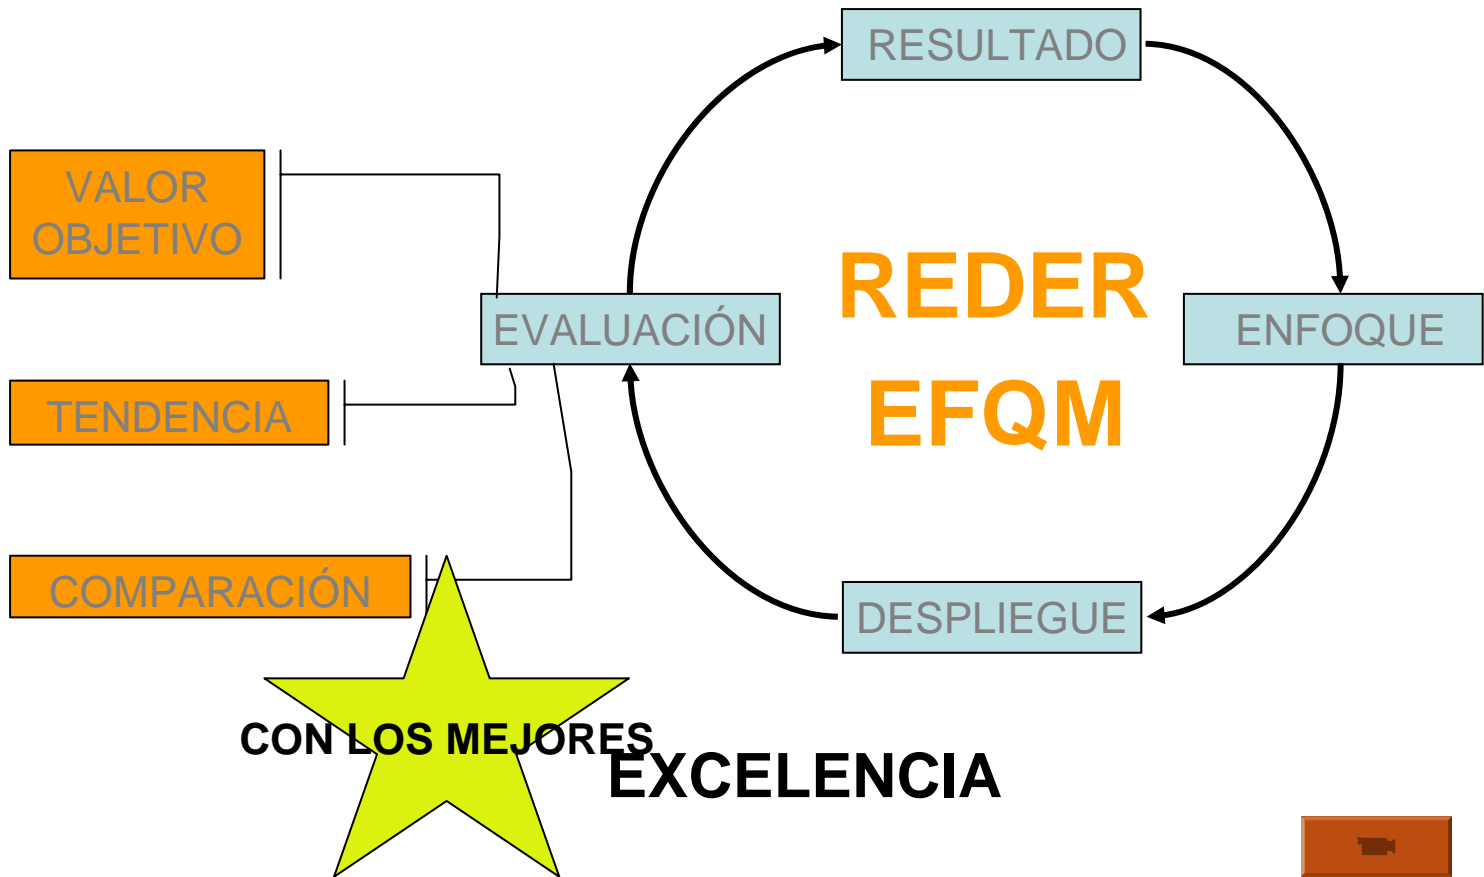 RESULTADO
VALOR
OBJETIVO
REDER
EFQM
EVALUACIÓN
ENFOQUE
TENDENCIA
COMPARACIÓN
DESPLIEGUE
CON LOS MEJORES
EXCELENCIA